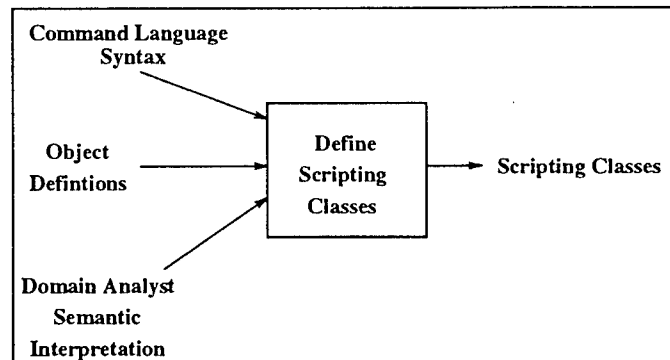 Command Language
Syntax
Object
Defintions
Domain Analyst
Semantic
Interpretation
Define
Scripting
Classes
Scripting Classes